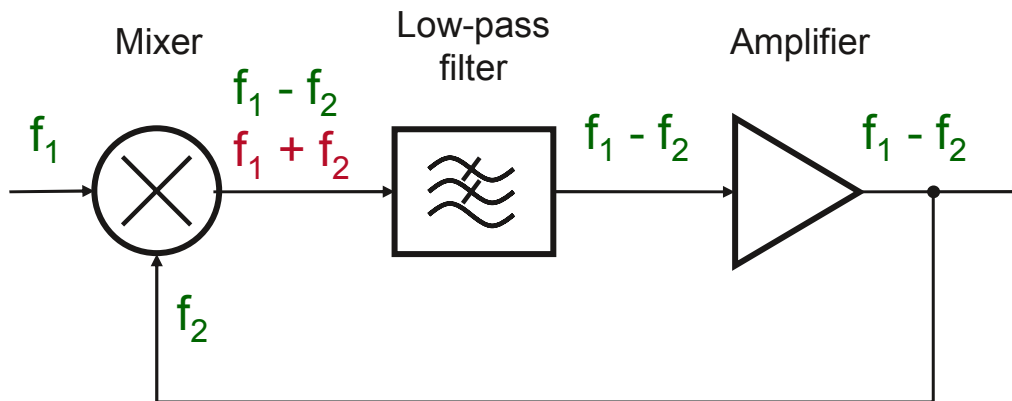 Mixer
Low-pass
filter
Amplifier
f₁
f₁ - f₂
f₁ + f₂
f₁ - f₂
f₁ - f₂
f₂